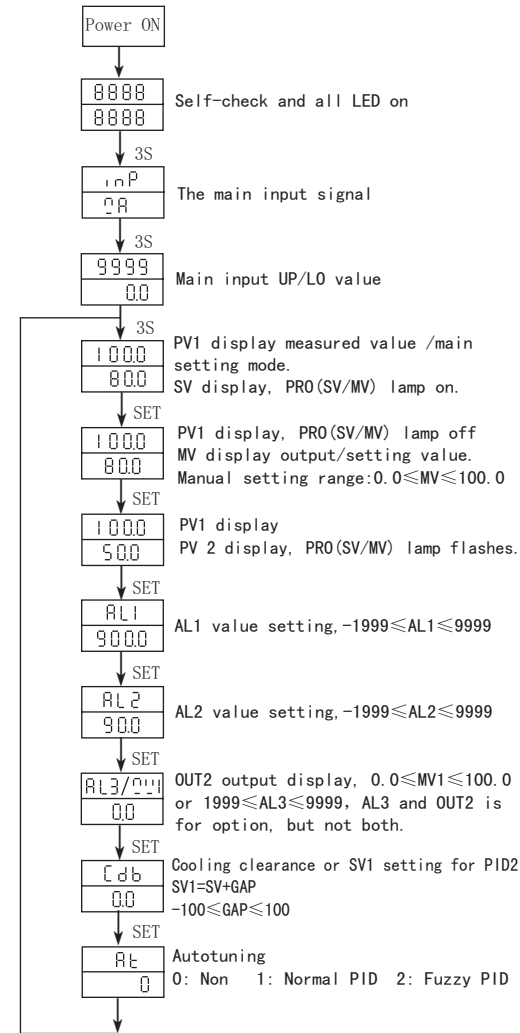 Power ON
8888
8888
Self-check and all LED on
3S
inP
The main input signal
3S
9999
0.0
Main input UP/LO value
3S
100.0
80.0
PV1 display measured value /main
setting mode.
SV display, PRO(SV/MV) lamp on.
SET
100.0
80.0
PV1 display, PRO(SV/MV) lamp off
MV display output/setting value.
Manual setting range:0.0≤MV≤100.0
SET
100.0
50.0
PV1 display
PV 2 display, PRO(SV/MV) lamp flashes.
SET
AL1
900.0
AL1 value setting,-1999≤AL1≤9999
SET
AL2
90.0
AL2 value setting,-1999≤AL2≤9999
SET
AL3/
0.0
OUT2 output display, 0.0≤MV1≤100.0
or 1999≤AL3≤9999, AL3 and OUT2 is
for option, but not both.
SET
Cdb
0.0
Cooling clearance or SV1 setting for PID2
SV1=SV+GAP
-100≤GAP≤100
SET
At
0
Autotuning
0: Non 1: Normal PID 2: Fuzzy PID